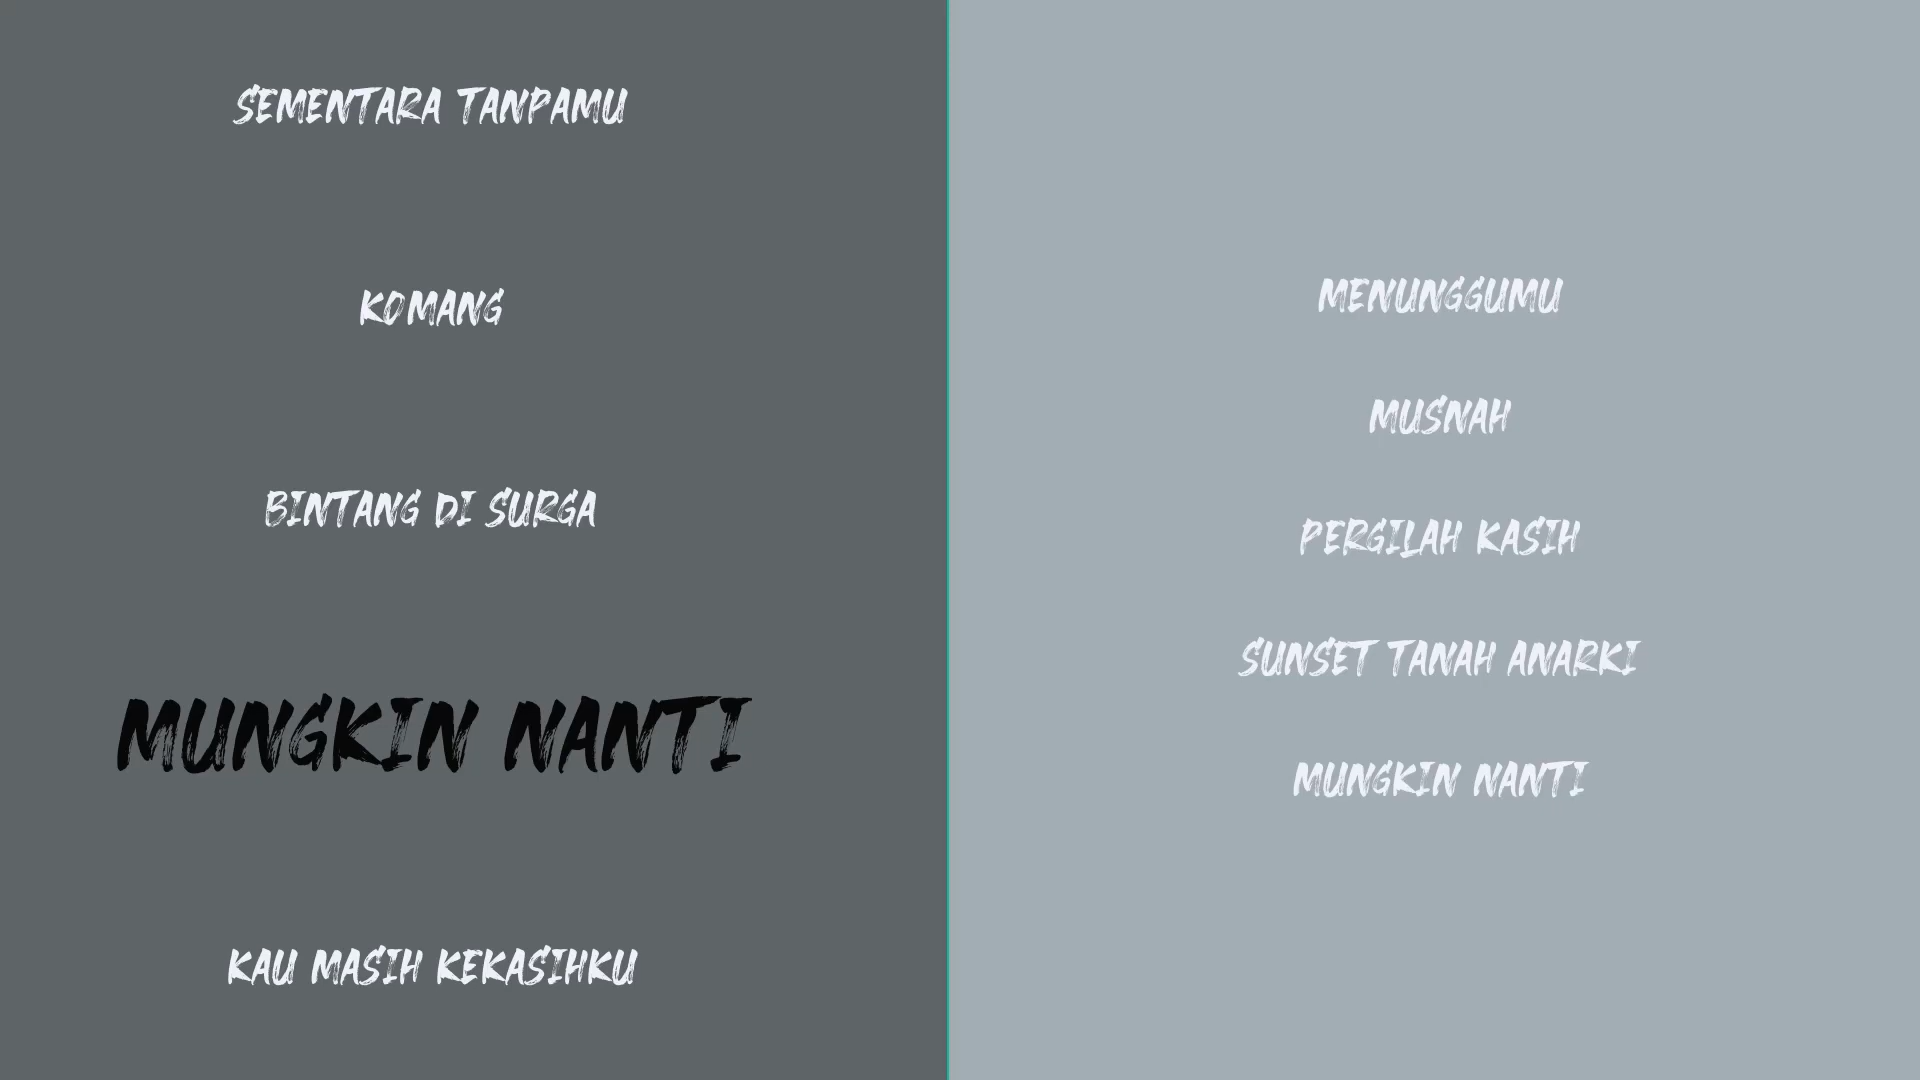 SEMENTARA TANPAMU
KOMANG
BINTANG DI SURGA
MUNGKIN NANTI
KAU MASIH KEKASIHKU
MENUNGGUMU
MUSNAH
PERGILAH KASIH
SUNSET TANAH ANARKI
MUNGKIN NANTI